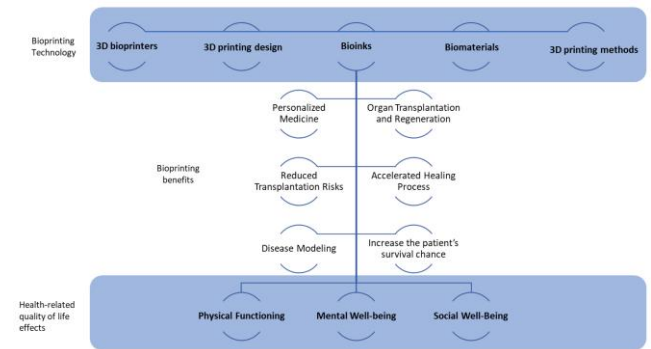 Bioprinting
Technology
3D bioprinters
3D printing design
Bioinks
Biomaterials
3D printing methods
Bioprinting
benefits
Personalized
Medicine
Organ Transplantation
and Regeneration
Reduced
Transplantation Risks
Accelerated Healing
Process
Disease Modeling
Increase the patient's
survival chance
Health-related
quality of life
effects
Physical Functioning
Mental Well-being
Social Well-Being